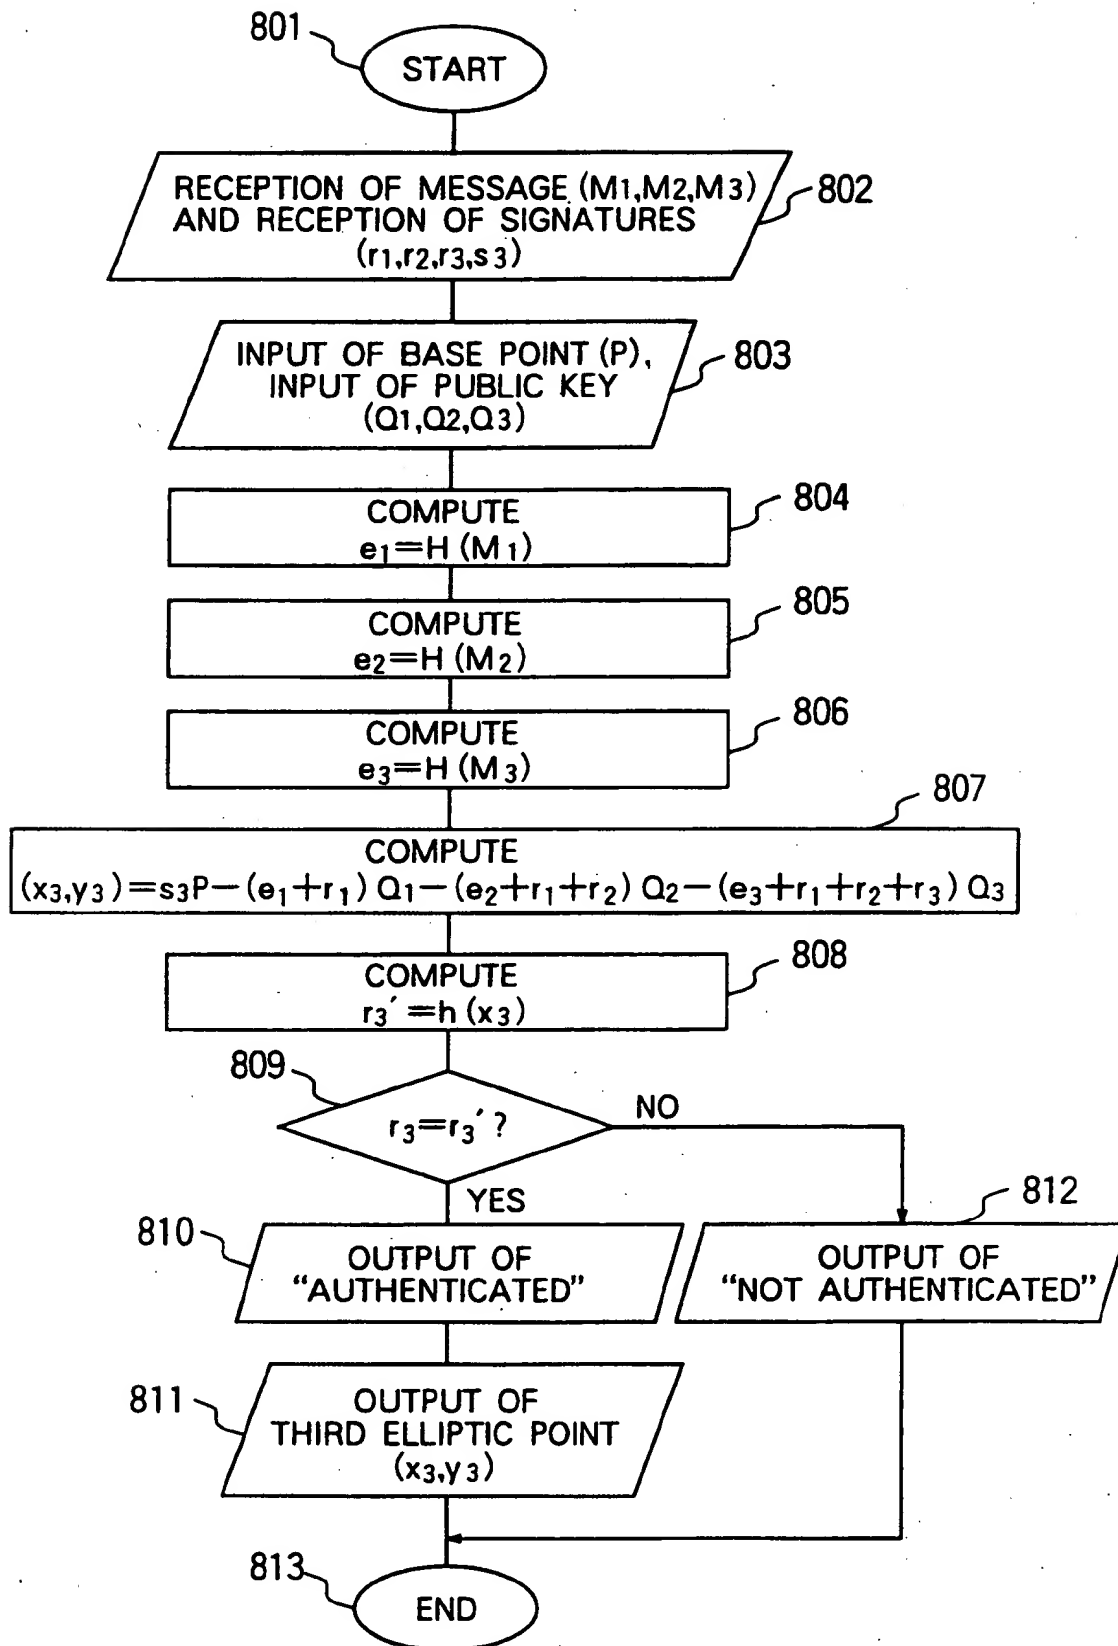 801
START
RECEPTION OF MESSAGE (M1,M2,M3)
AND RECEPTION OF SIGNATURES
(r1,r2,r3,s3)
802
INPUT OF BASE POINT (P),
INPUT OF PUBLIC KEY
(Q1,Q2,Q3)
803
COMPUTE
e1=H(M1)
804
COMPUTE
e2=H(M2)
805
COMPUTE
e3=H(M3)
806
807
COMPUTE
(x3,y3)=s3P-(e1+r1)Q1-(e2+r1+r2)Q2-(e3+r1+r2+r3)Q3
COMPUTE
r3′=h(x3)
808
809
r3=r3′?
NO
YES
810
OUTPUT OF
“AUTHENTICATED”
812
OUTPUT OF
“NOT AUTHENTICATED”
811
OUTPUT OF
THIRD ELLIPTIC POINT
(x3,y3)
813
END